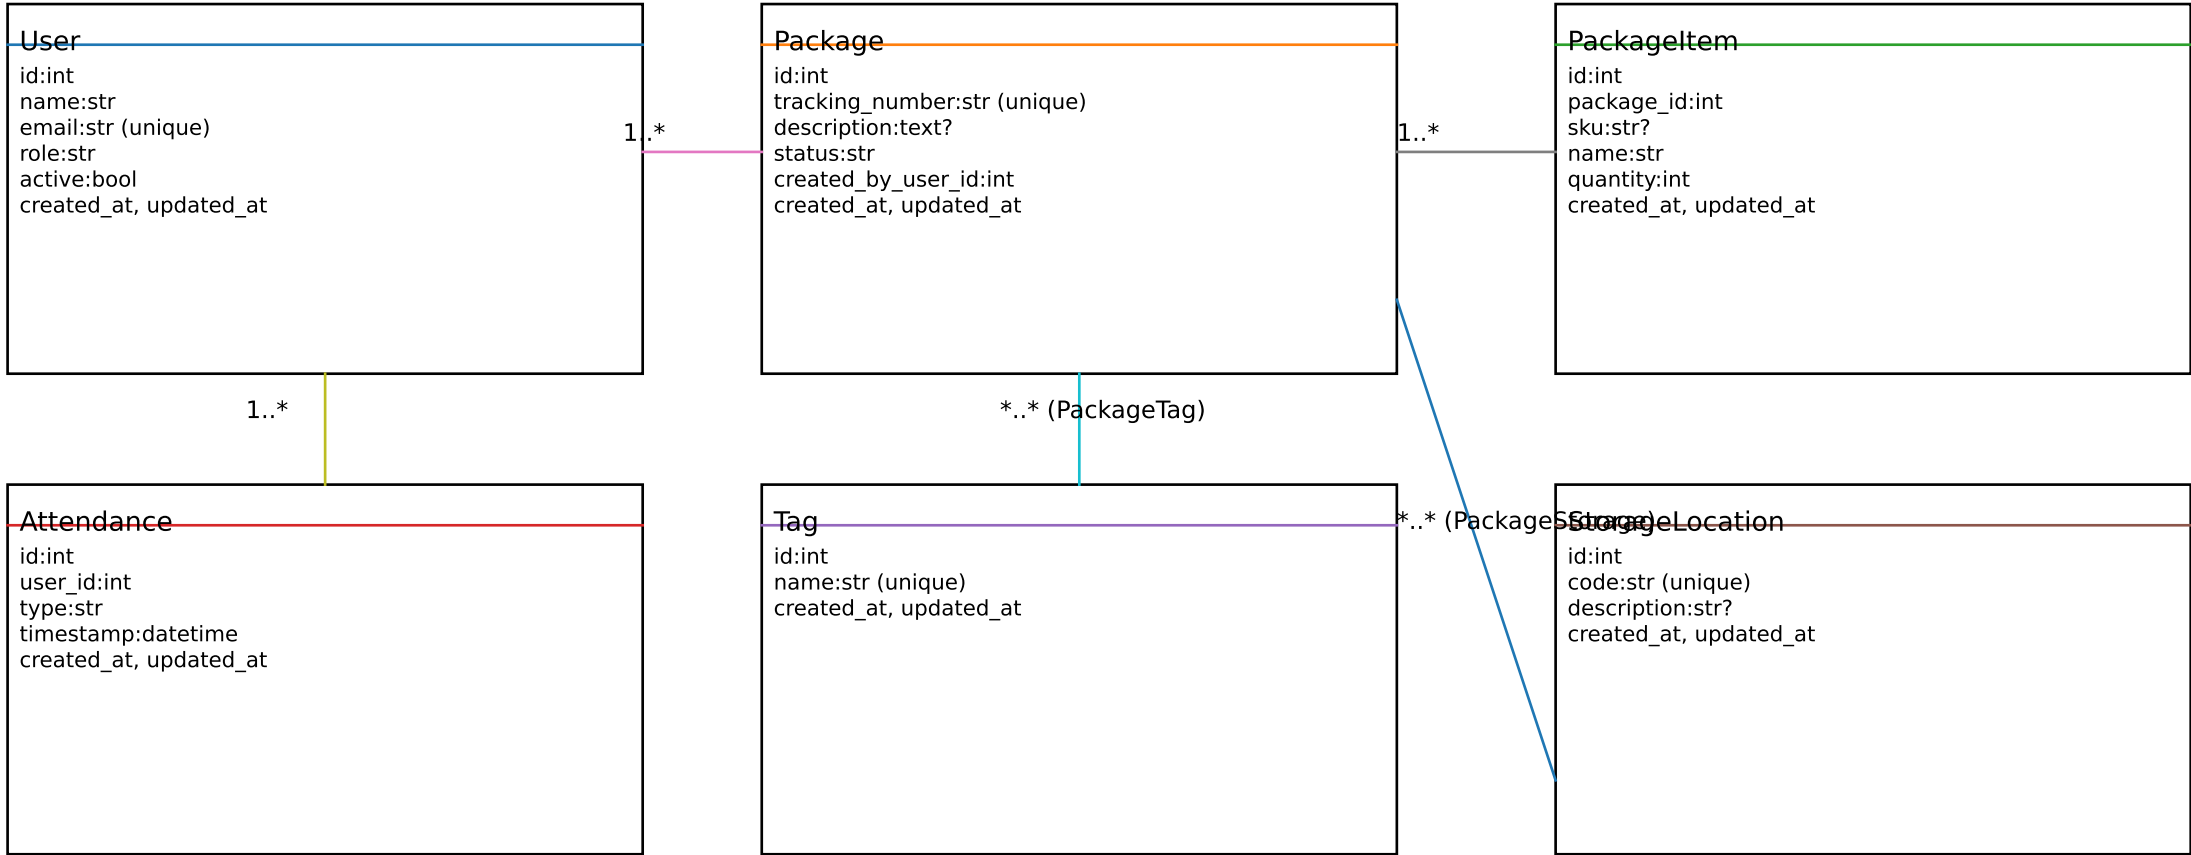 User
id:int
name:str
email:str (unique)
role:str
active:bool
created_at, updated_at
1..*
Package
id:int
tracking_number:str (unique)
description:text?
status:str
created_by_user_id:int
created_at, updated_at
1..*
PackageItem
id:int
package_id:int
sku:str?
name:str
quantity:int
created_at, updated_at
1..*
*..* (PackageTag)
Attendance
id:int
user_id:int
type:str
timestamp:datetime
created_at, updated_at
Tag
id:int
name:str (unique)
created_at, updated_at
*..* (PackageStorage)
StorageLocation
id:int
code:str (unique)
description:str?
created_at, updated_at